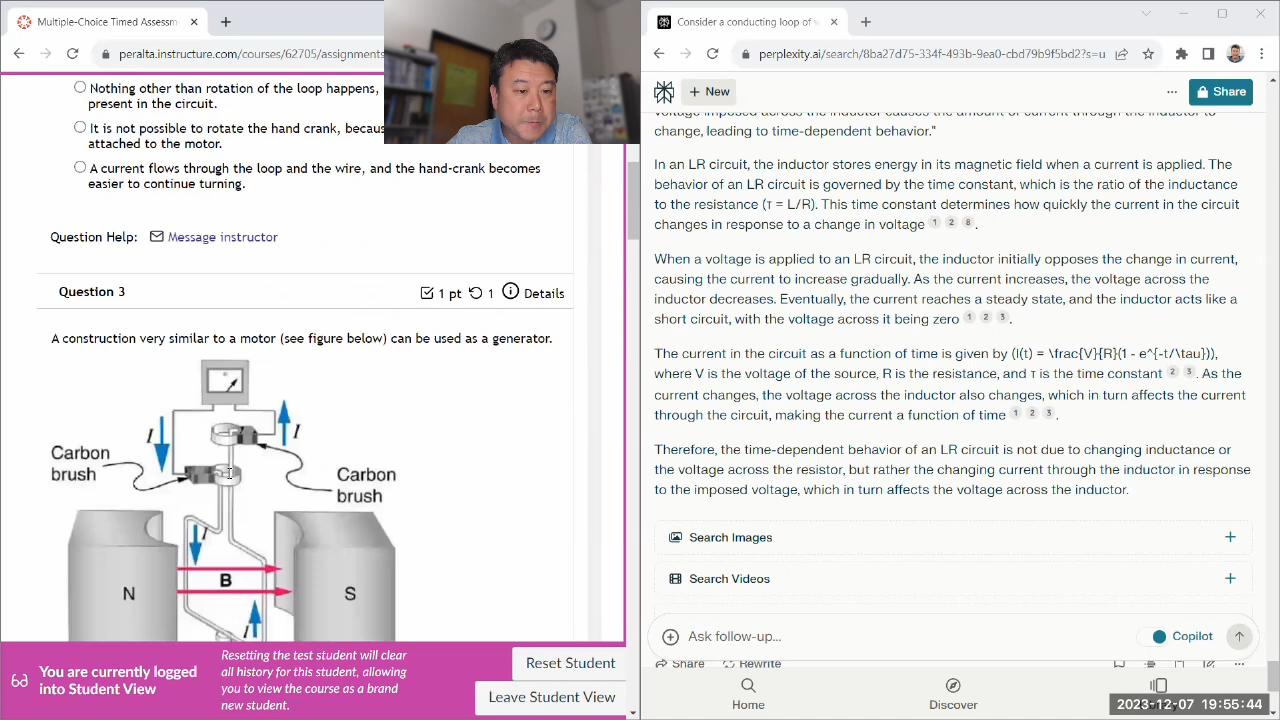 Multiple-Choice Timed Assessm
peralta.instructure.com/courses/62705/assignments
Nothing other than rotation of the loop happens,
present in the circuit.
It is not possible to rotate the hand crank, becaus
attached to the motor.
A current flows through the loop and the wire, and the hand-crank becomes
easier to continue turning.
Question Help: Message instructor
Question 3
1 pt 1 Details
A construction very similar to a motor (see figure below) can be used as a generator.
I
I
Carbon
brush
Carbon
brush
I
B
N
S
I
You are currently logged
into Student View
Resetting the test student will clear
all history for this student, allowing
you to view the course as a brand
new student.
Reset Student
Leave Student View
Consider a conducting loop of w
perplexity.ai/search/8ba27d75-334f-493b-9ea0-cbd79b9f5bd2?s=u
New
Share
voltage imposed across the inductor causes the amount of current through the inductor to
change, leading to time-dependent behavior."
In an LR circuit, the inductor stores energy in its magnetic field when a current is applied. The
behavior of an LR circuit is governed by the time constant, which is the ratio of the inductance
to the resistance (τ = L/R). This time constant determines how quickly the current in the circuit
changes in response to a change in voltage 1 2 8 .
When a voltage is applied to an LR circuit, the inductor initially opposes the change in current,
causing the current to increase gradually. As the current increases, the voltage across the
inductor decreases. Eventually, the current reaches a steady state, and the inductor acts like a
short circuit, with the voltage across it being zero 1 2 3 .
The current in the circuit as a function of time is given by (I(t) = \frac{V}{R}(1 - e^{-t/\tau})),
where V is the voltage of the source, R is the resistance, and τ is the time constant 2 3 . As the
current changes, the voltage across the inductor also changes, which in turn affects the current
through the circuit, making the current a function of time 1 2 3 .
Therefore, the time-dependent behavior of an LR circuit is not due to changing inductance or
the voltage across the resistor, but rather the changing current through the inductor in response
to the imposed voltage, which in turn affects the voltage across the inductor.
Search Images
Search Videos
Ask follow-up...
Copilot
Share Rewrite
Home
Discover
2023-12-07 19:55:44